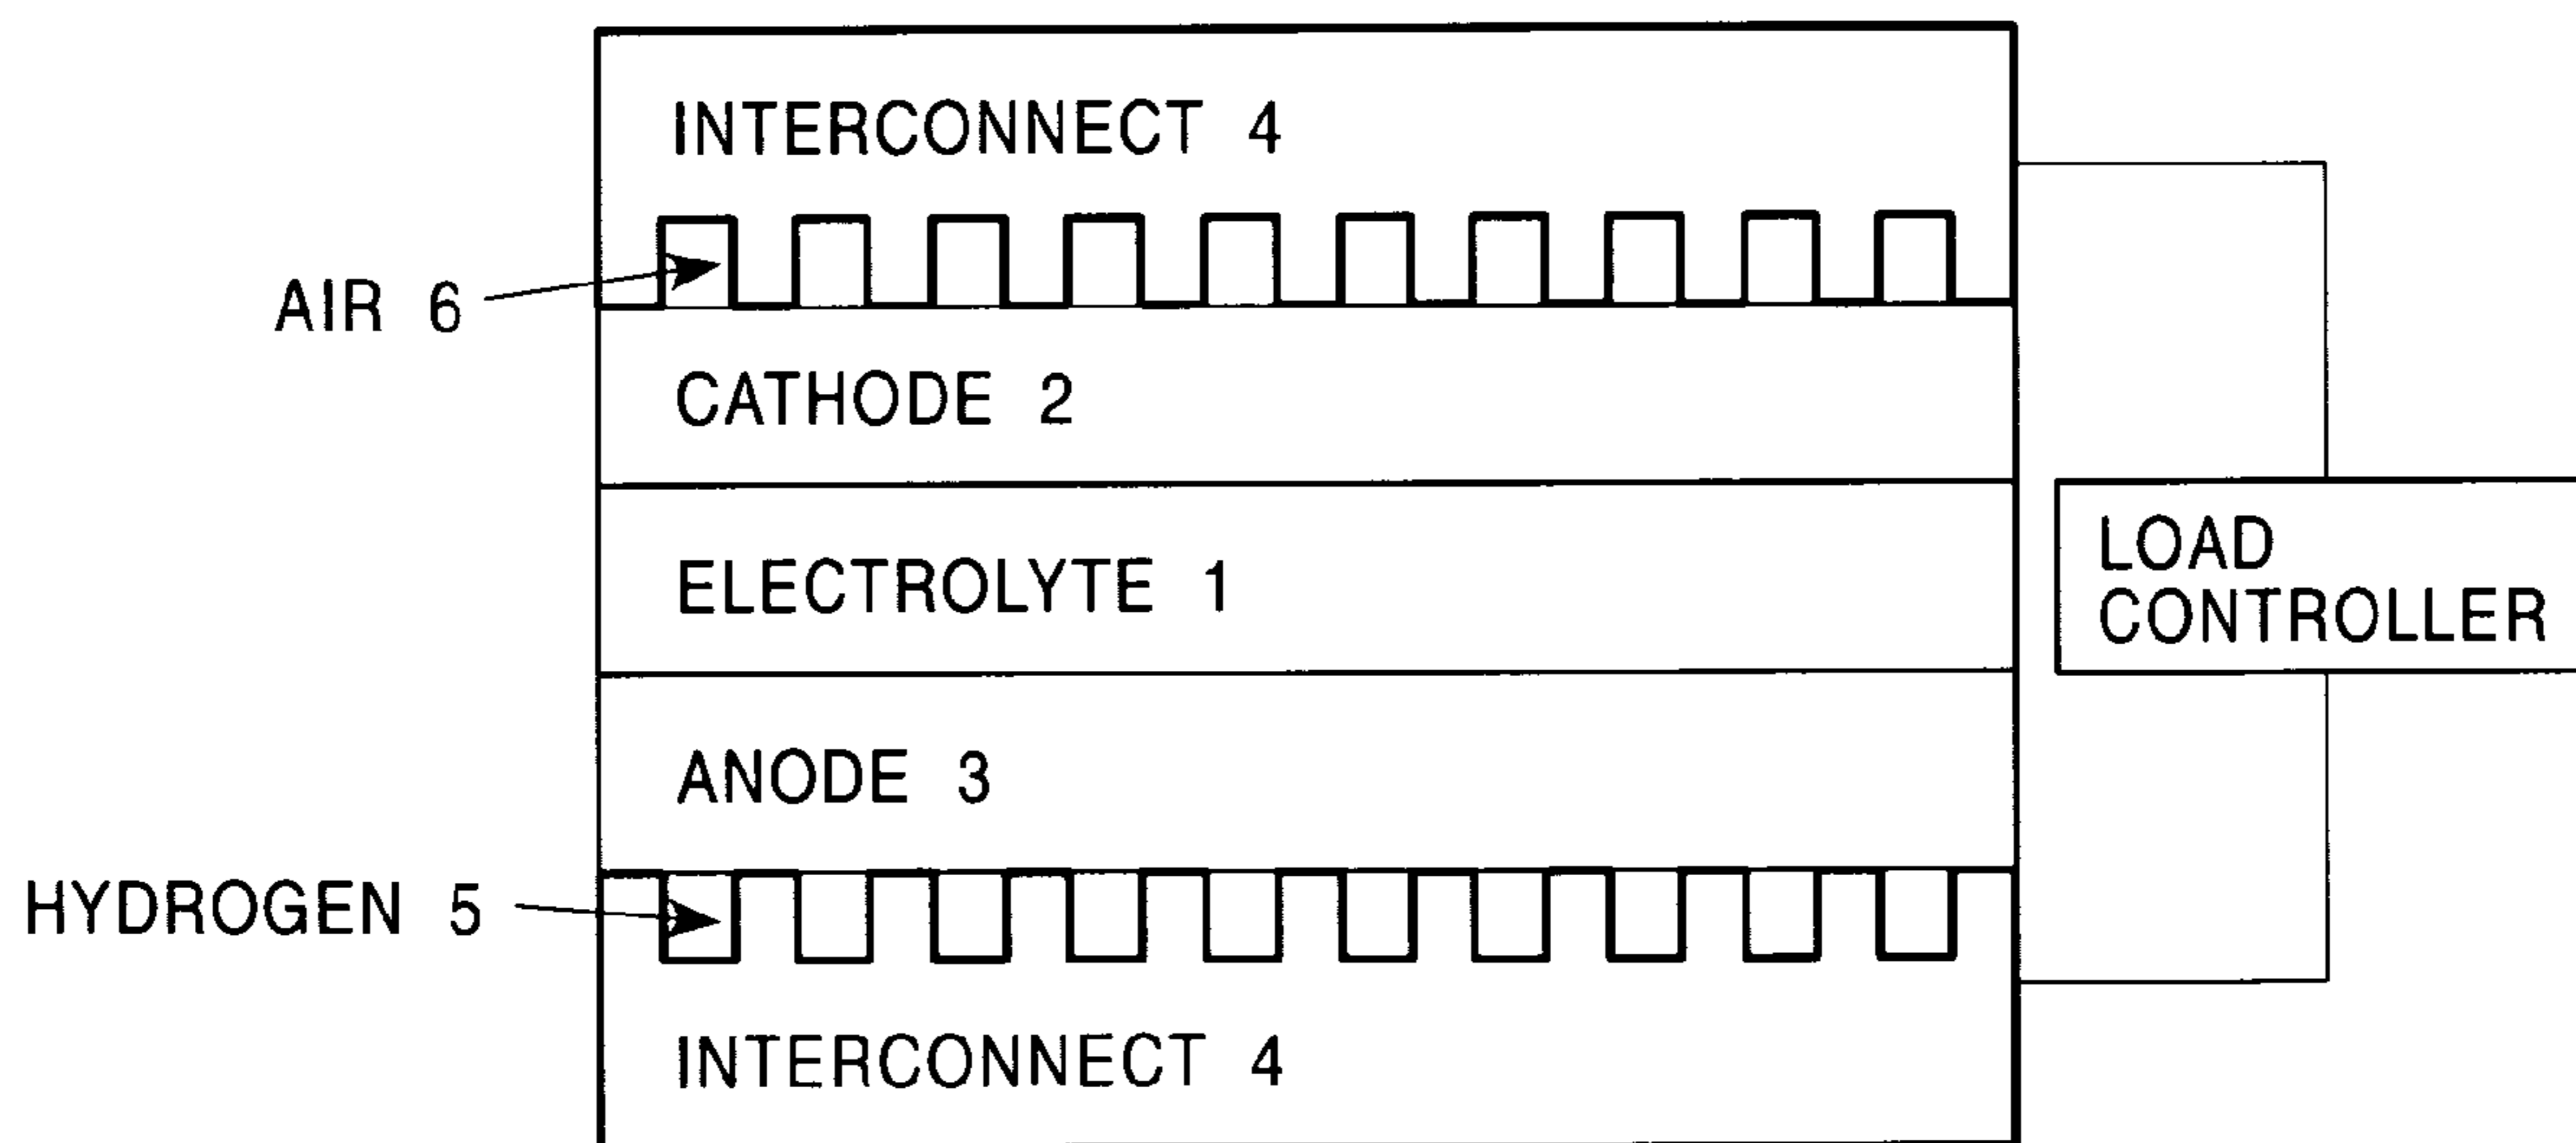 INTERCONNECT 4
AIR 6
CATHODE 2
ELECTROLYTE 1
LOAD
CONTROLLER
ANODE 3
HYDROGEN 5
INTERCONNECT 4